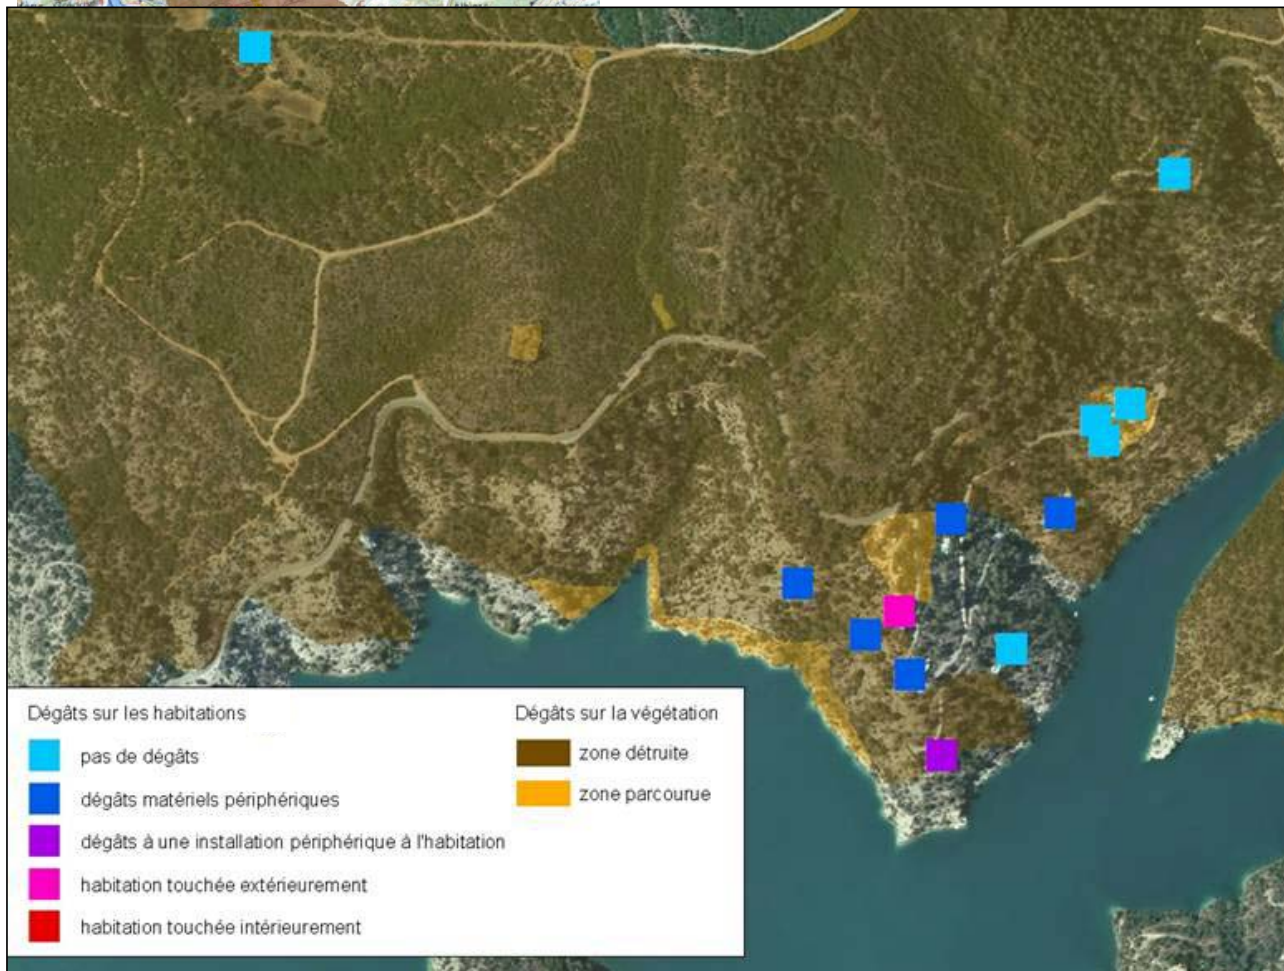 Dégâts sur les habitations
pas de dégâts
dégâts matériels périphériques
dégâts à une installation périphérique à l'habitation
habitation touchée extérieurement
habitation touchée intérieurement
Dégâts sur la végétation
zone détruite
zone parcourue